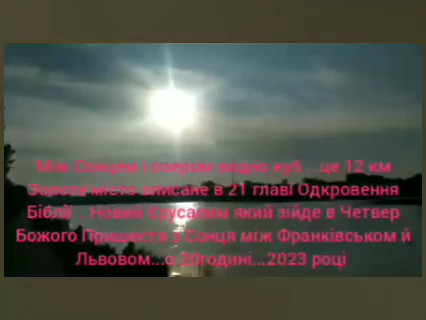 Між Сонцем і озером видно куб ...це 12 км
Золоте місто описане в 21 главі Одкровення
Біблії .. Новий Єрусалим який зійде в Четвер
Божого Пришестя з Сонця між Франківськом й
Львовом...о 20годині...2023 році